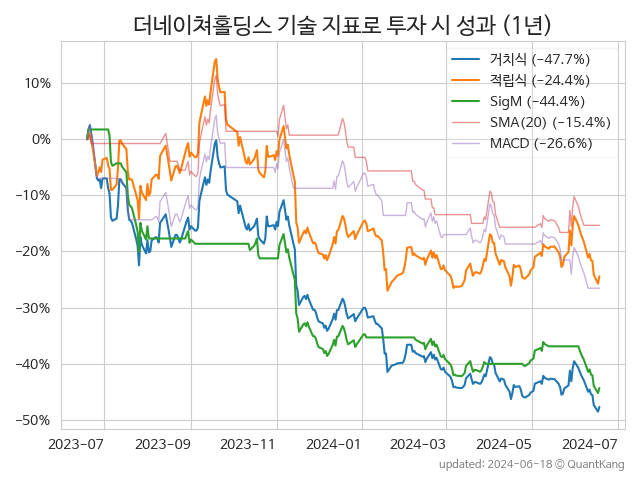 더네이쳐홀딩스 기술 지표로 투자 시 성과 (1년)
거치식 (−47.7%)
적립식 (−24.4%)
SigM (−44.4%)
SMA(20) (−15.4%)
MACD (−26.6%)
10%
0%
−10%
−20%
−30%
−40%
−50%
2023-07 2023-09 2023-11 2024-01 2024-03 2024-05 2024-07
updated: 2024-06-18 © QuantKang